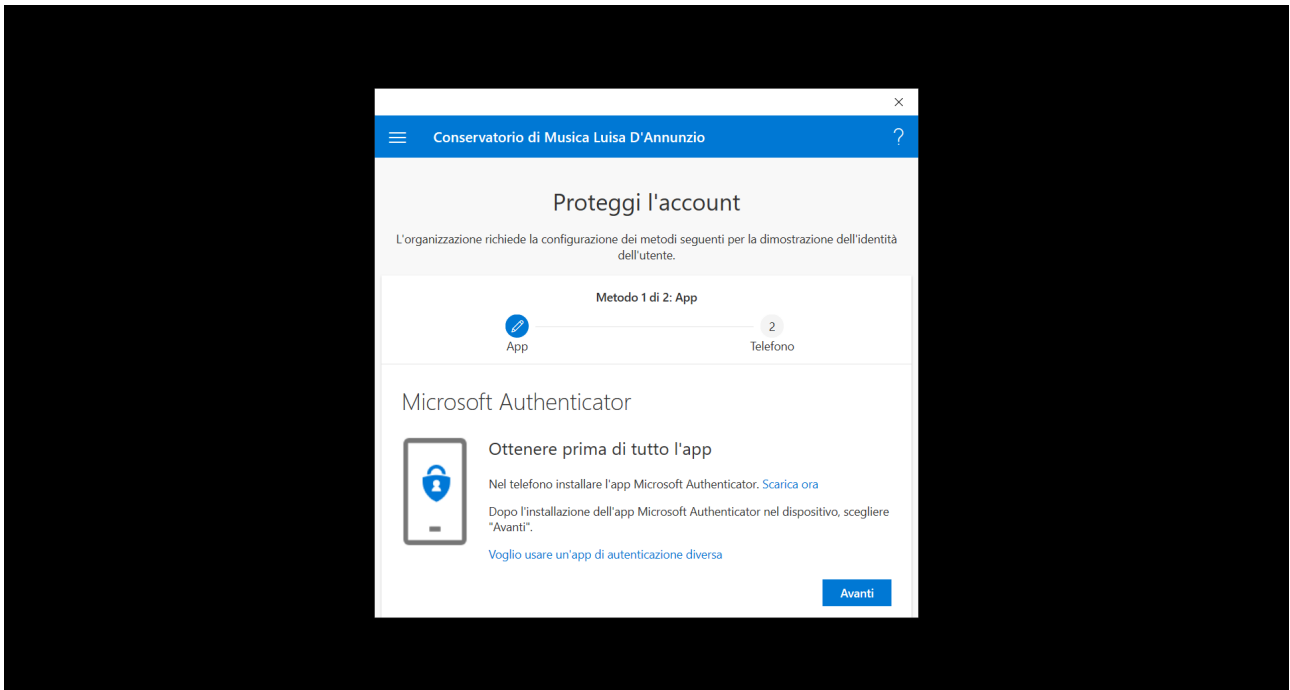 Conservatorio di Musica Luisa D'Annunzio
?
Proteggi l'account
L'organizzazione richiede la configurazione dei metodi seguenti per la dimostrazione dell'identità
dell'utente.
Metodo 1 di 2: App
2
App
Telefono
Microsoft Authenticator
Ottenere prima di tutto l'app
Nel telefono installare l'app Microsoft Authenticator. Scarica ora
Dopo l'installazione dell'app Microsoft Authenticator nel dispositivo, scegliere
"Avanti".
Voglio usare un'app di autenticazione diversa
Avanti